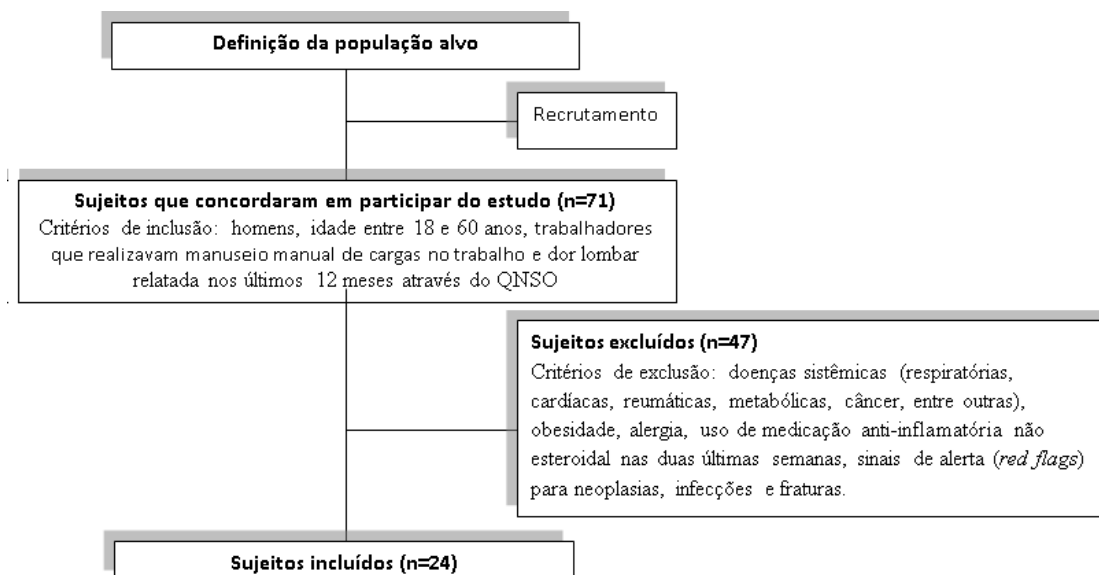 Definição da população alvo
Recrutamento
Sujeitos que concordaram em participar do estudo (n=71)
Critérios de inclusão: homens, idade entre 18 e 60 anos, trabalhadores
que realizavam manuseio manual de cargas no trabalho e dor lombar
relatada nos últimos 12 meses através do QNSO
Sujeitos excluídos (n=47)
Critérios de exclusão: doenças sistêmicas (respiratórias,
cardíacas, reumáticas, metabólicas, câncer, entre outras),
obesidade, alergia, uso de medicação anti-inflamatória não
esteroidal nas duas últimas semanas, sinais de alerta (red flags)
para neoplasias, infecções e fraturas.
Sujeitos incluídos (n=24)